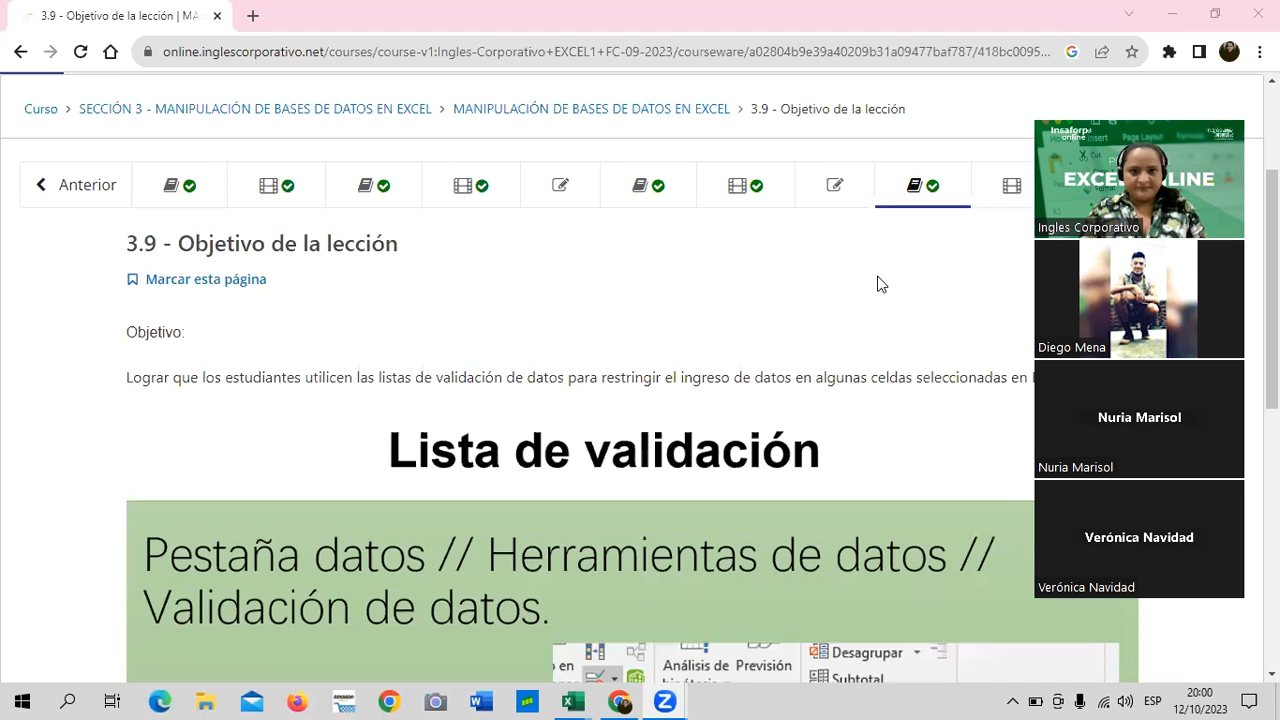 3.9 - Objetivo de la lección | MA
online.inglescorporativo.net/courses/course-v1:Ingles-Corporativo+EXCEL1+FC-09-2023/courseware/a02804b9e39a40209b31a09477baf787/418bc0095...
Curso > SECCIÓN 3 - MANIPULACIÓN DE BASES DE DATOS EN EXCEL > MANIPULACIÓN DE BASES DE DATOS EN EXCEL > 3.9 - Objetivo de la lección
Anterior
3.9 - Objetivo de la lección
Marcar esta página
Objetivo:
Lograr que los estudiantes utilicen las listas de validación de datos para restringir el ingreso de datos en algunas celdas seleccionadas en
Lista de validación
Pestaña datos // Herramientas de datos //
Validación de datos.
Análisis de
Previsión
Desagrupar
Subtotal
Insaforp
online
Page Layout
EXCEL ONLINE
Ingles Corporativo
Diego Mena
Nuria Marisol
Nuria Marisol
Verónica Navidad
Verónica Navidad
ESP
20:00
12/10/2023